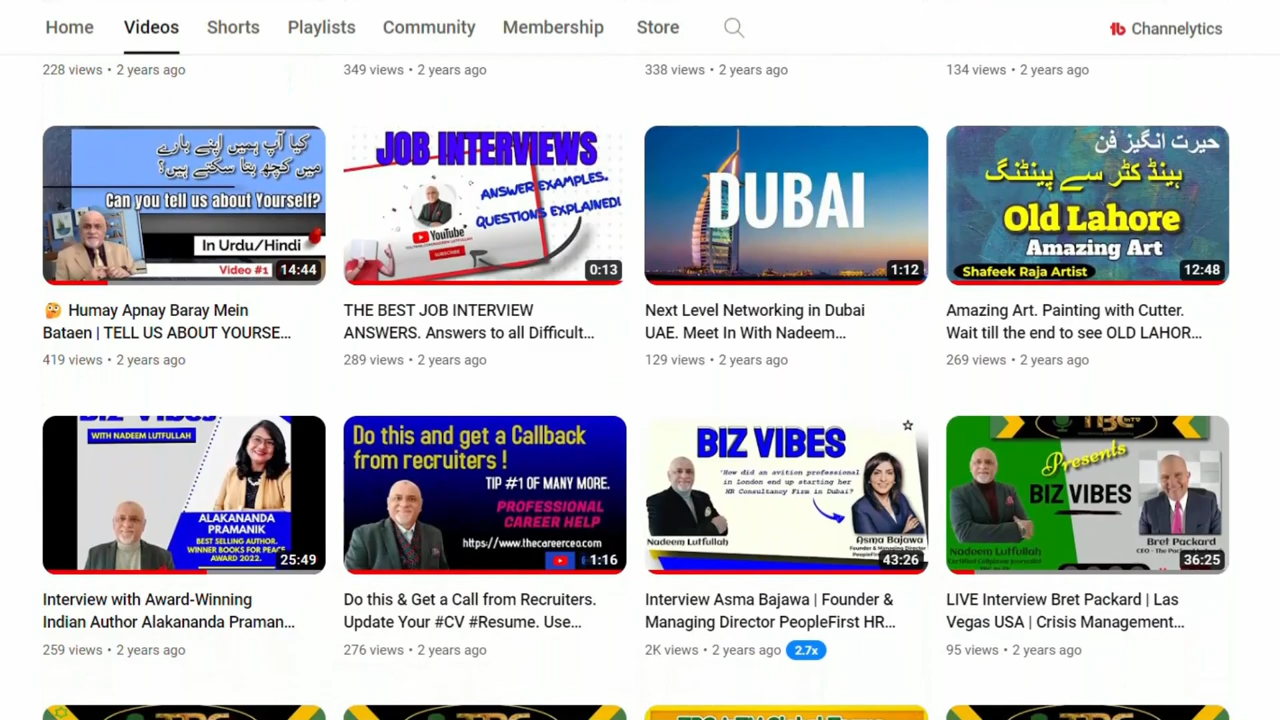 Home Videos Shorts Playlists Community Membership Store
Channelytics
228 views • 2 years ago
349 views • 2 years ago
338 views • 2 years ago
134 views • 2 years ago
کیا آپ ہمیں اپنے بارے
میں کچھ بتا سکتے ہیں؟
Can you tell us about Yourself?
In Urdu/Hindi
Video #1
14:44
JOB INTERVIEWS
ANSWER EXAMPLES.
QUESTIONS EXPLAINED!
YouTube
SUBSCRIBE
0:13
DUBAI
1:12
حیرت انگیز فن
ہینڈ کٹر سے پینٹنگ
Old Lahore
Amazing Art
Shafeek Raja Artist
12:48
🤔 Humay Apnay Baray Mein
Bataen | TELL US ABOUT YOURSE...
419 views • 2 years ago
THE BEST JOB INTERVIEW
ANSWERS. Answers to all Difficult...
289 views • 2 years ago
Next Level Networking in Dubai
UAE. Meet In With Nadeem...
129 views • 2 years ago
Amazing Art. Painting with Cutter.
Wait till the end to see OLD LAHOR...
269 views • 2 years ago
BIZ VIBES
WITH NADEEM LUTFULLAH
ALAKANANDA
PRAMANIK
BEST SELLING AUTHOR.
WINNER BOOKS FOR PEACE
AWARD 2022.
25:49
Do this and get a Callback
from recruiters !
TIP #1 OF MANY MORE.
PROFESSIONAL
CAREER HELP
https://www.thecareercea.com
1:16
BIZ VIBES
'How did an avition professional
in London end up starting her
HR Consultancy Firm in Dubai?
Nadeem Lutfullah
Asma Bajawa
Founder & Managing Director
43:26
TBC
Presents
BIZ VIBES
Nadeem Lutfullah
Bret Packard
36:25
Interview with Award-Winning
Indian Author Alakananda Praman...
259 views • 2 years ago
Do this & Get a Call from Recruiters.
Update Your #CV #Resume. Use...
276 views • 2 years ago
Interview Asma Bajawa | Founder &
Managing Director PeopleFirst HR...
2K views • 2 years ago 2.7x
LIVE Interview Bret Packard | Las
Vegas USA | Crisis Management...
95 views • 2 years ago